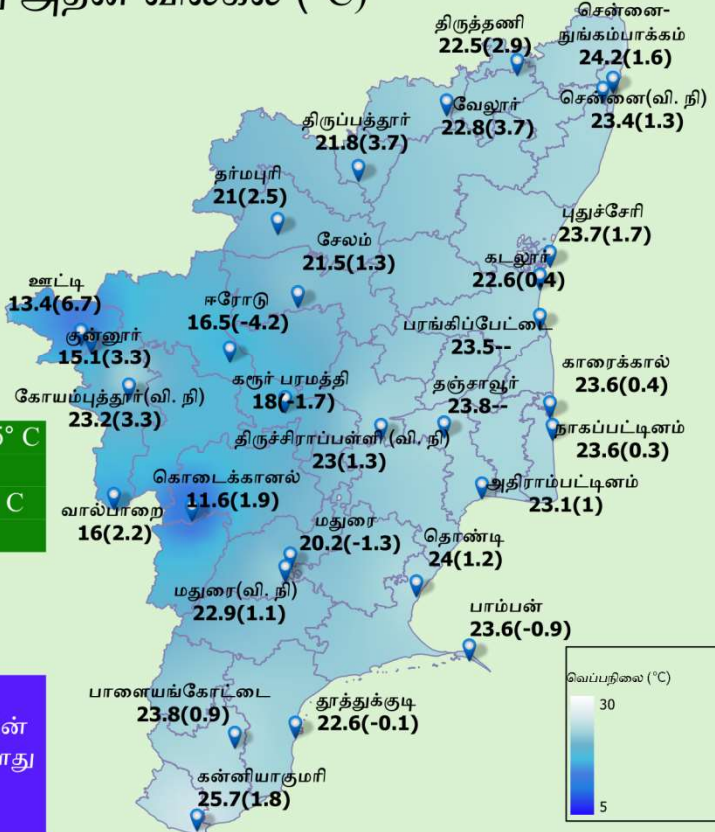 அதன் விலகல் (°C)
சென்னை-
நுங்கம்பாக்கம்
24.2(1.6)
திருத்தணி
22.5(2.9)
சென்னை(வி. நி)
23.4(1.3)
வேலூர்
22.8(3.7)
திருப்பத்தூர்
21.8(3.7)
தர்மபுரி
21(2.5)
புதுச்சேரி
23.7(1.7)
சேலம்
21.5(1.3)
கடலூர்
22.6(0.4)
ஊட்டி
13.4(6.7)
ஈரோடு
16.5(-4.2)
பரங்கிப்பேட்டை
23.5--
குன்னூர்
15.1(3.3)
காரைக்கால்
23.6(0.4)
கரூர் பரமத்தி
18(-1.7)
தஞ்சாவூர்
23.8--
கோயம்புத்தூர்(வி. நி)
23.2(3.3)
நாகப்பட்டினம்
23.6(0.3)
திருச்சிராப்பள்ளி (வி. நி)
23(1.3)
5° C
கொடைக்கானல்
11.6(1.9)
அதிராம்பட்டினம்
23.1(1)
C
வால்பாறை
16(2.2)
மதுரை
20.2(-1.3)
தொண்டி
24(1.2)
மதுரை(வி. நி)
22.9(1.1)
பாம்பன்
23.6(-0.9)
வெப்பநிலை (°C)
30
5
பாளையங்கோட்டை
23.8(0.9)
தூத்துக்குடி
22.6(-0.1)
கன்னியாகுமரி
25.7(1.8)